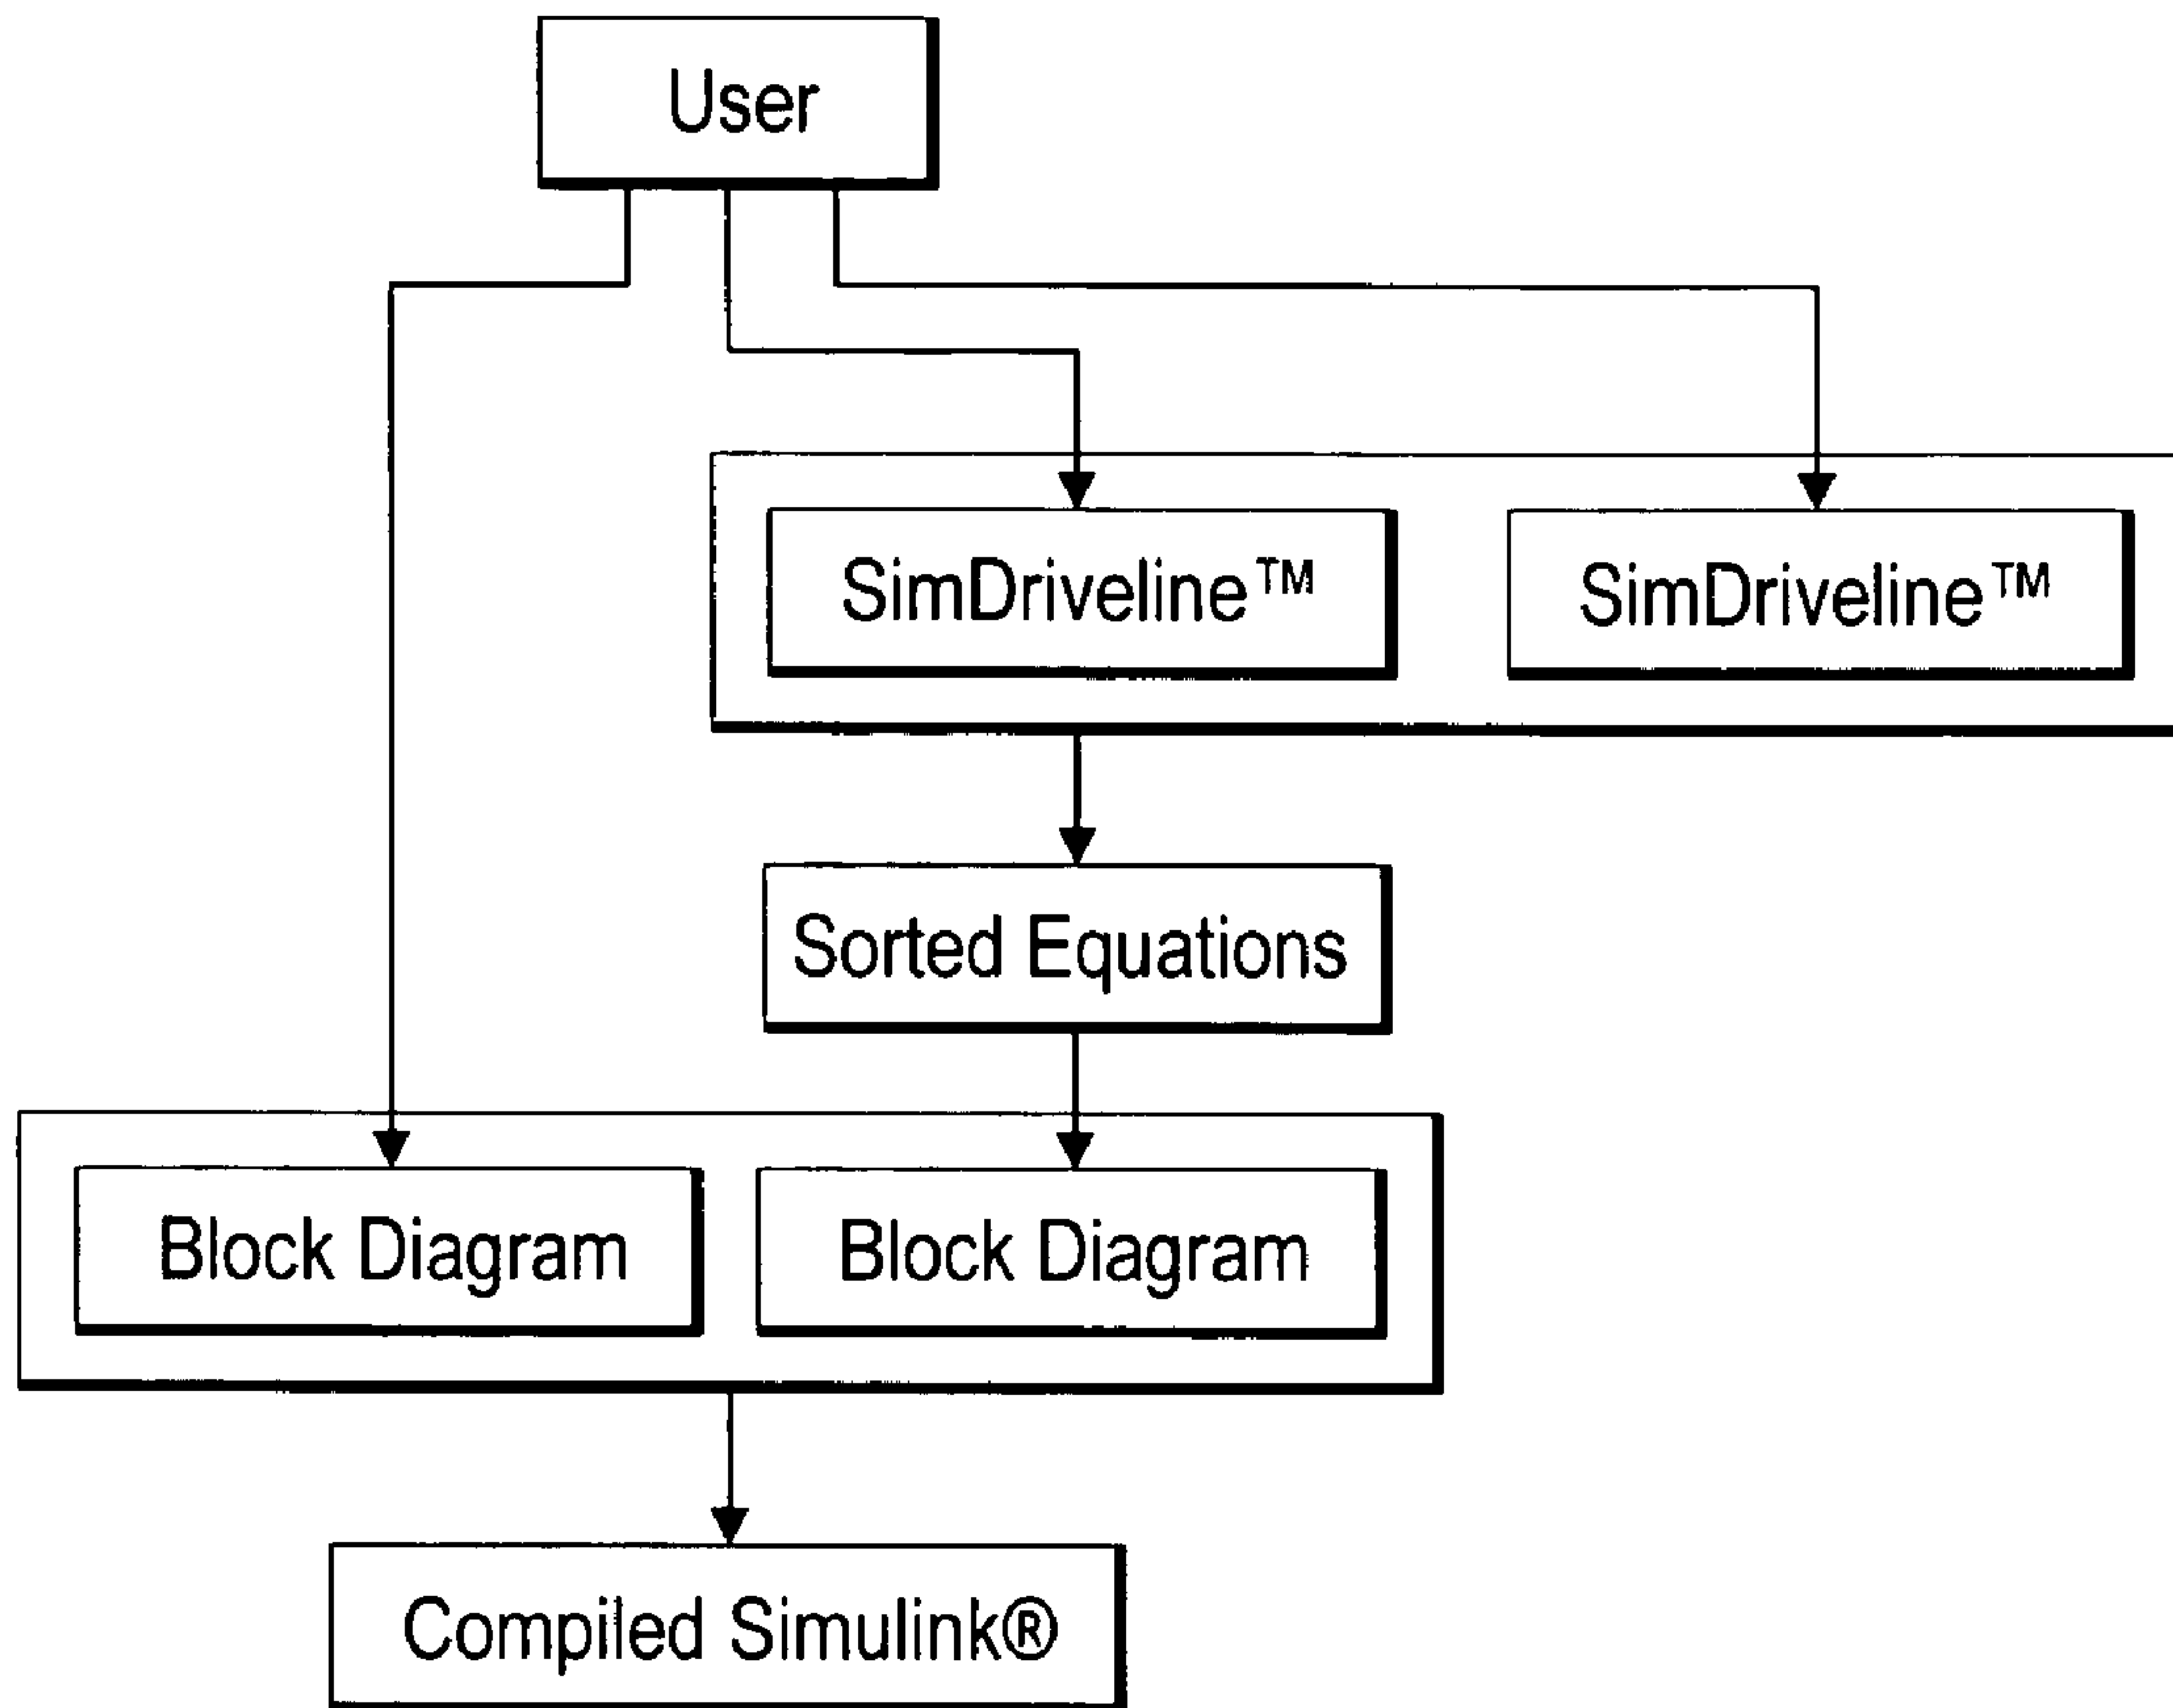 User
SimDriveline™
SimDriveline™
Sorted Equations
Block Diagram
Block Diagram
Compiled Simulink®